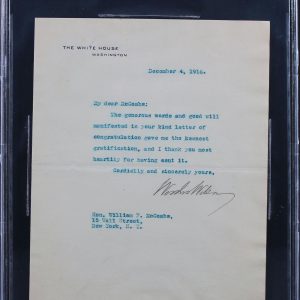 THE WHITE HOUSE
WASHINGTON
December 4, 1916.
My dear McCombs:
The generous words and good will
manifested in your kind letter of
congratulation gave me the keenest
gratification, and I thank you most
heartily for having sent it.
Cordially and sincerely yours,
Woodrow Wilson
Hon. William F. McCombs,
15 Wall Street,
New York, N. Y.